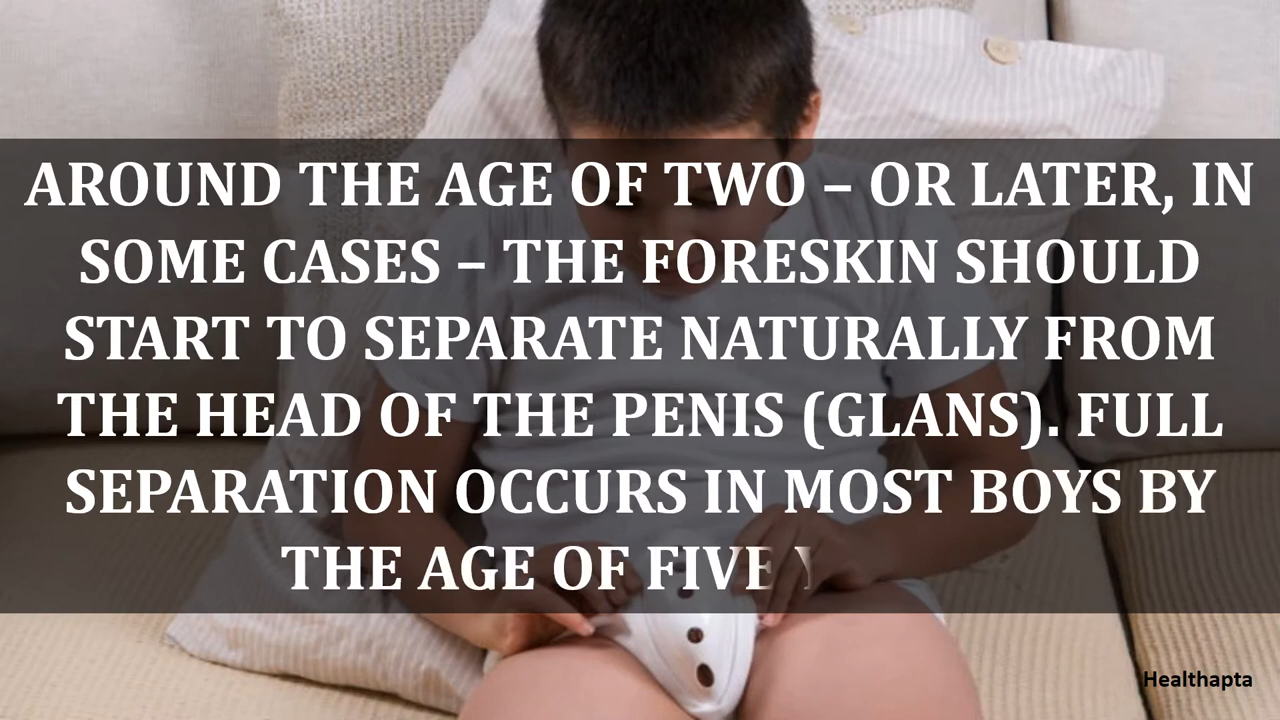 AROUND THE AGE OF TWO – OR LATER, IN
SOME CASES – THE FORESKIN SHOULD
START TO SEPARATE NATURALLY FROM
THE HEAD OF THE PENIS (GLANS). FULL
SEPARATION OCCURS IN MOST BOYS BY
THE AGE OF FIVE
Healthapta